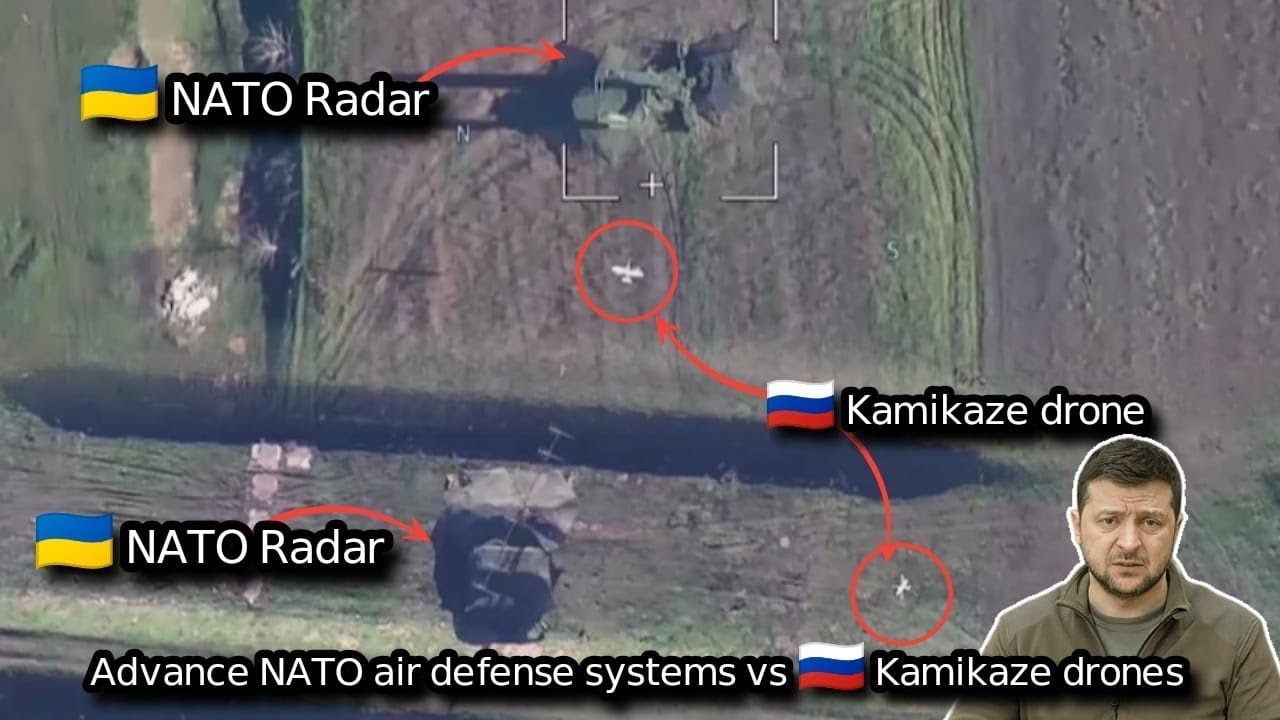 NATO Radar
N
S
Kamikaze drone
NATO Radar
Advance NATO air defense systems vs Kamikaze drones